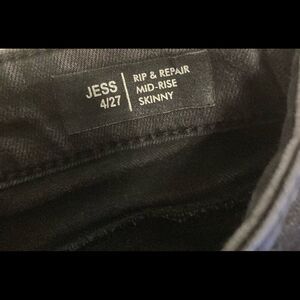 JESS
4/27
RIP & REPAIR
MID-RISE
SKINNY